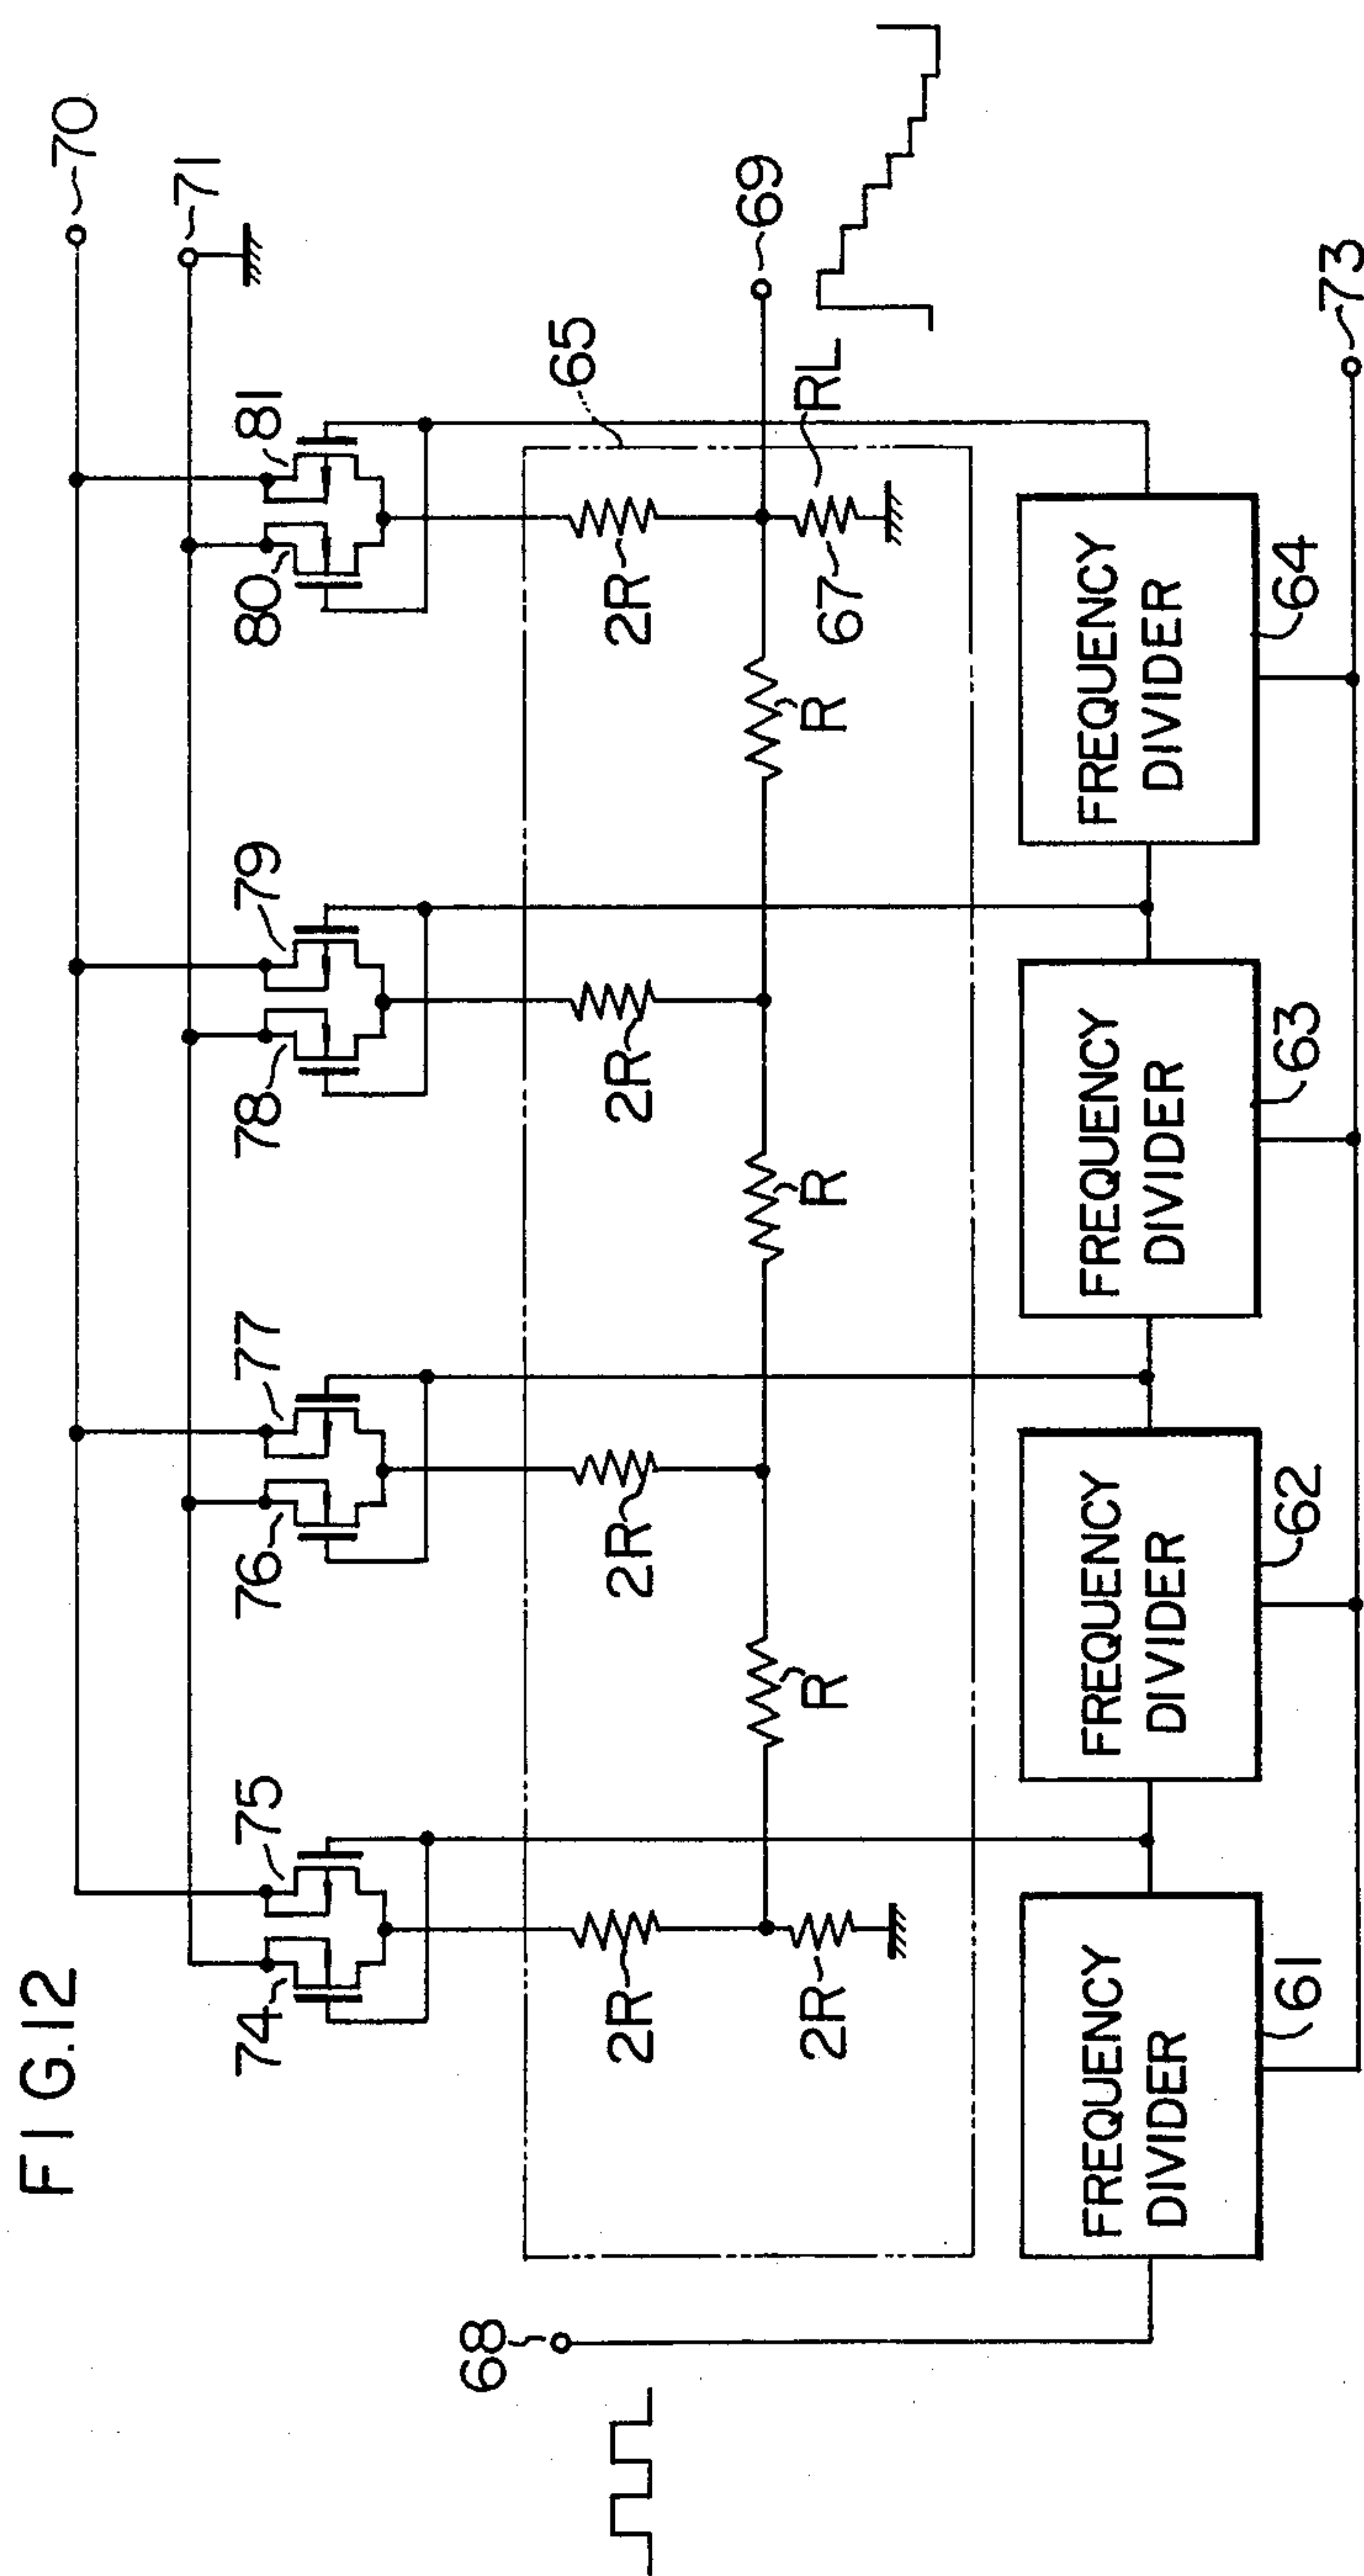 FIG.12
70
71
74
75
76
77
78
79
80
81
65
69
68
2R
2R
2R
2R
2R
R
R
R
RL
67
FREQUENCY
DIVIDER
FREQUENCY
DIVIDER
FREQUENCY
DIVIDER
FREQUENCY
DIVIDER
61
62
63
64
73